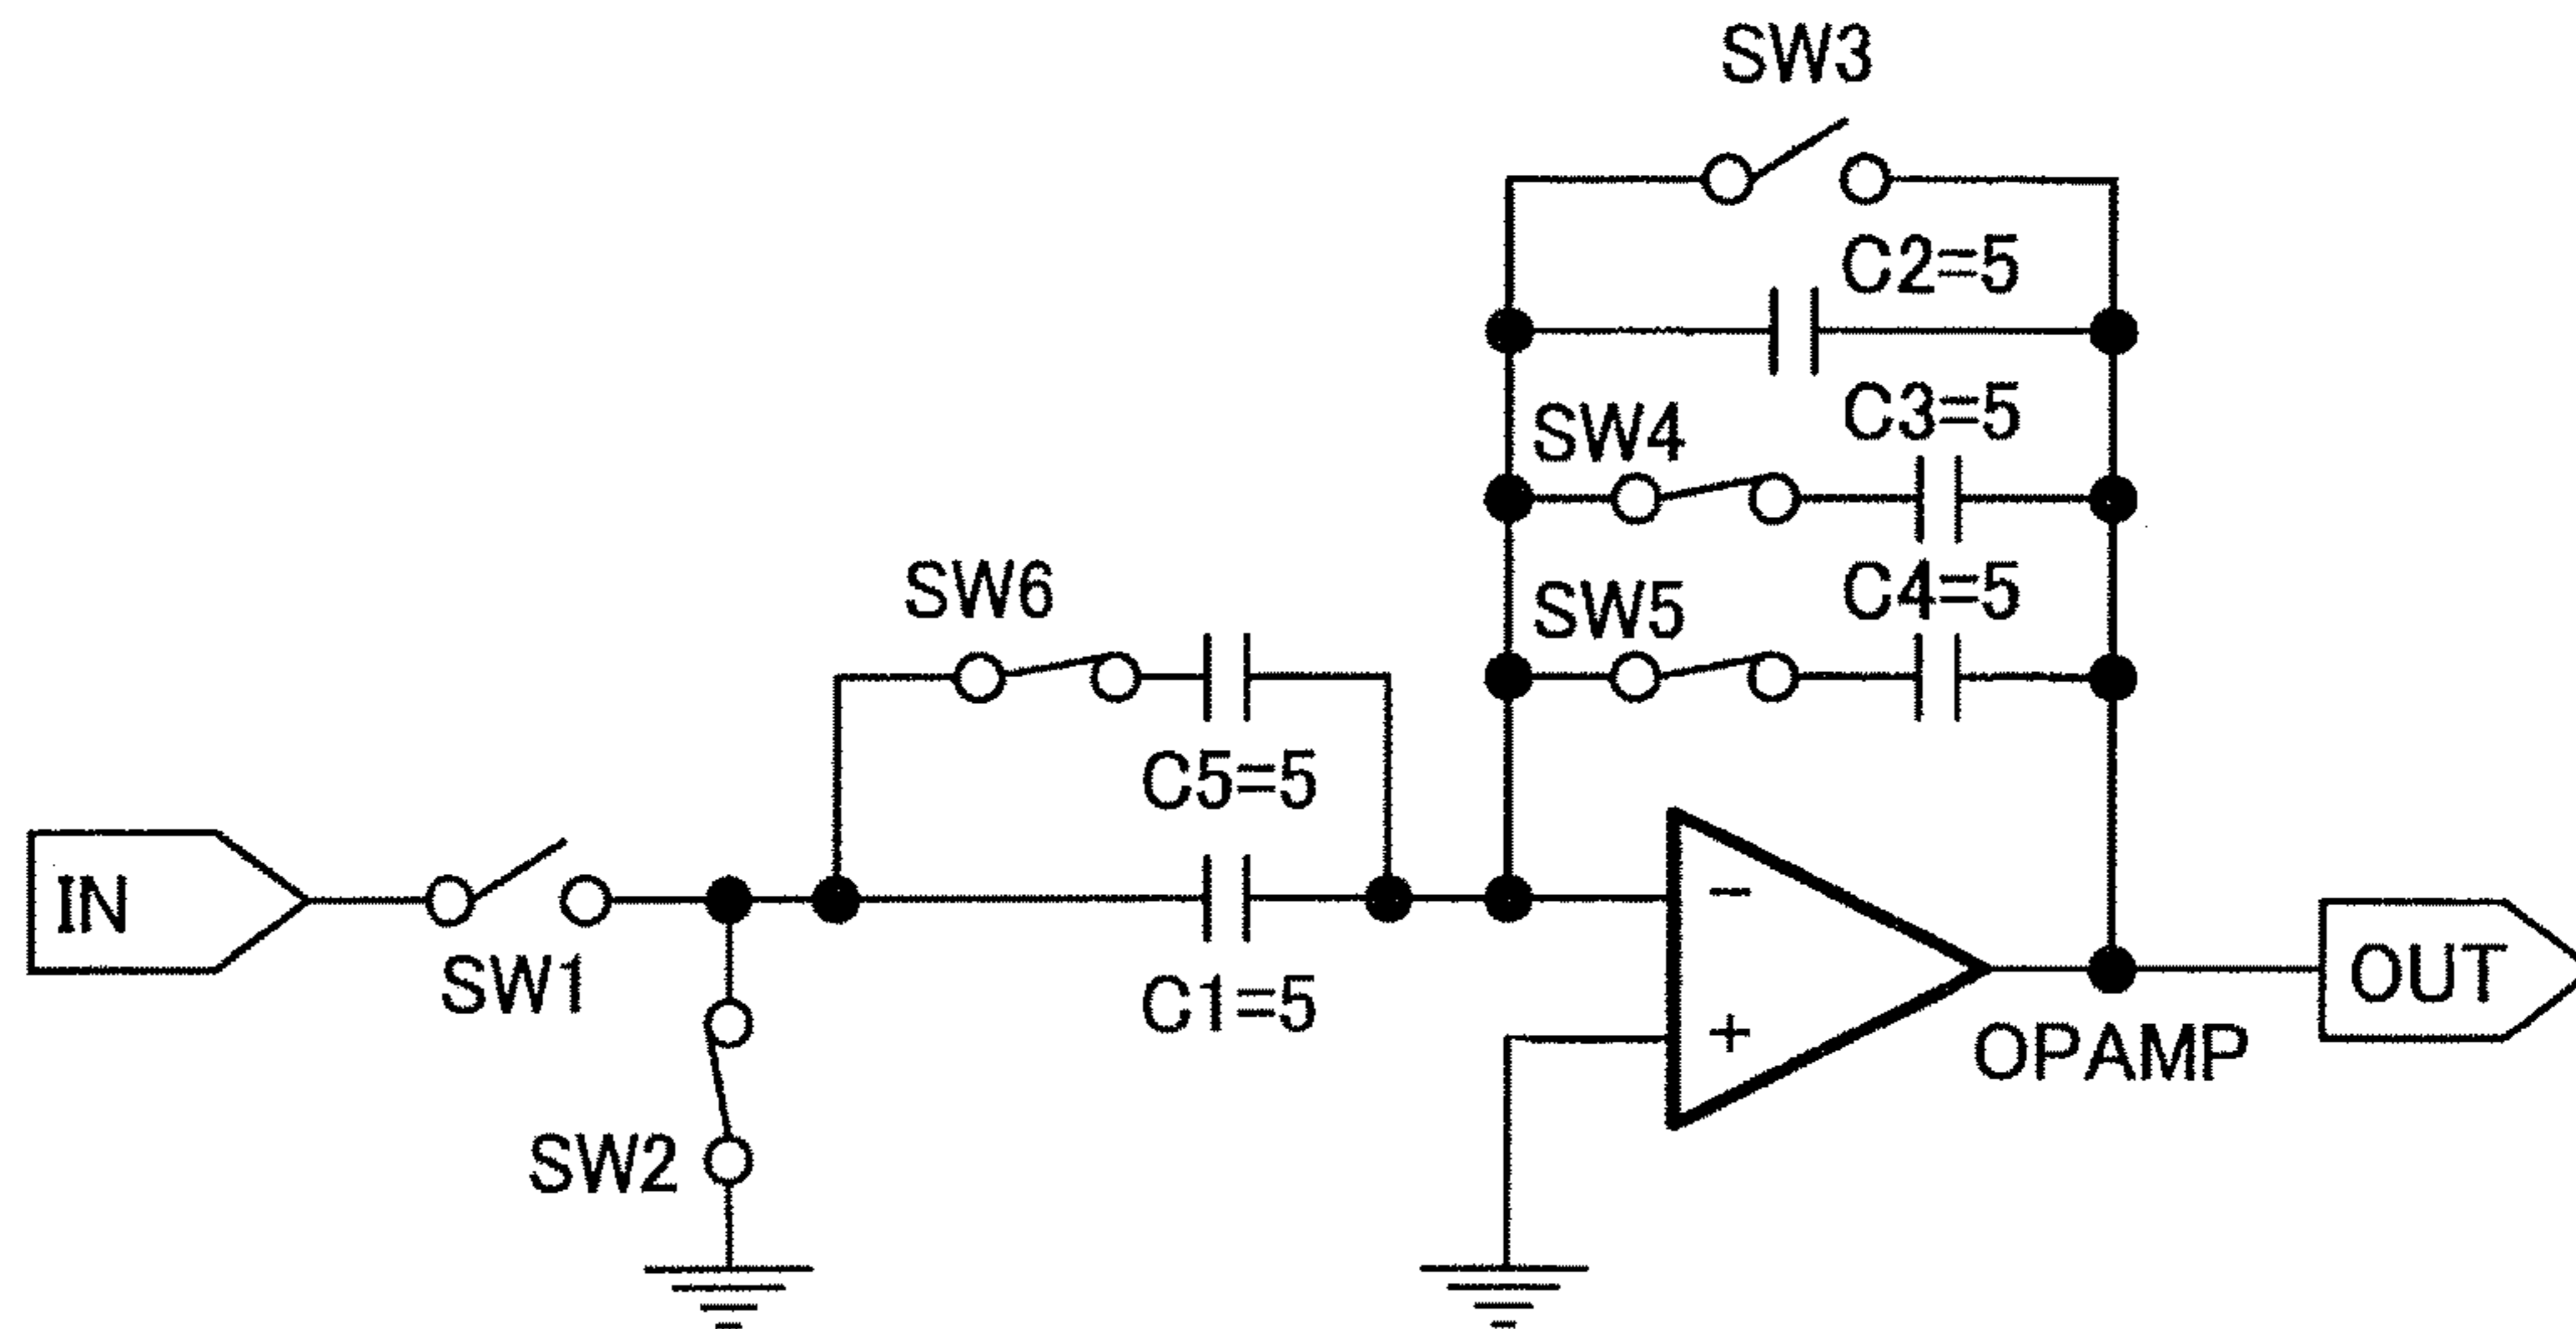 SW3
C2=5
C3=5
SW4
C4=5
SW5
SW6
C5=5
IN
SW1
C1=5
−
+
OUT
OPAMP
SW2